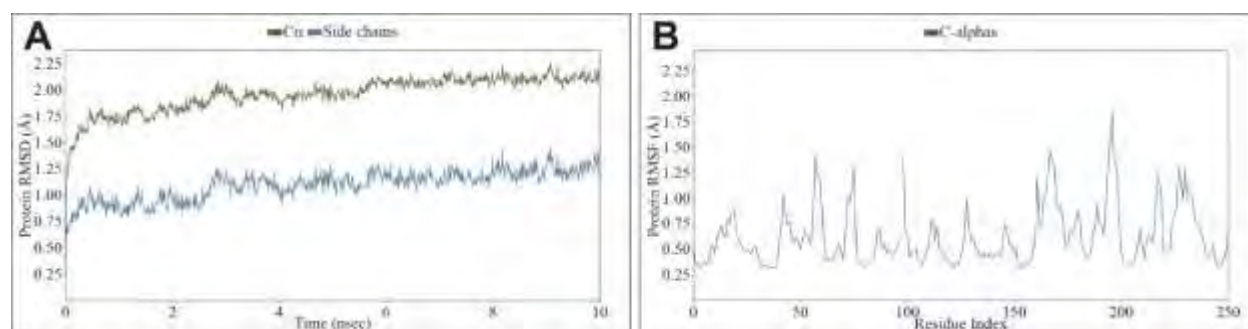 A
Cα Side chains
Protein RMSD (Å)
2.25
2.00
1.75
1.50
1.25
1.00
0.75
0.50
0.25
0 2 4 6 8 10
Time (nsec)
B
C-alphas
Protein RMSF (Å)
2.25
2.00
1.75
1.50
1.25
1.00
0.75
0.50
0.25
0 50 100 150 200 250
Residue Index